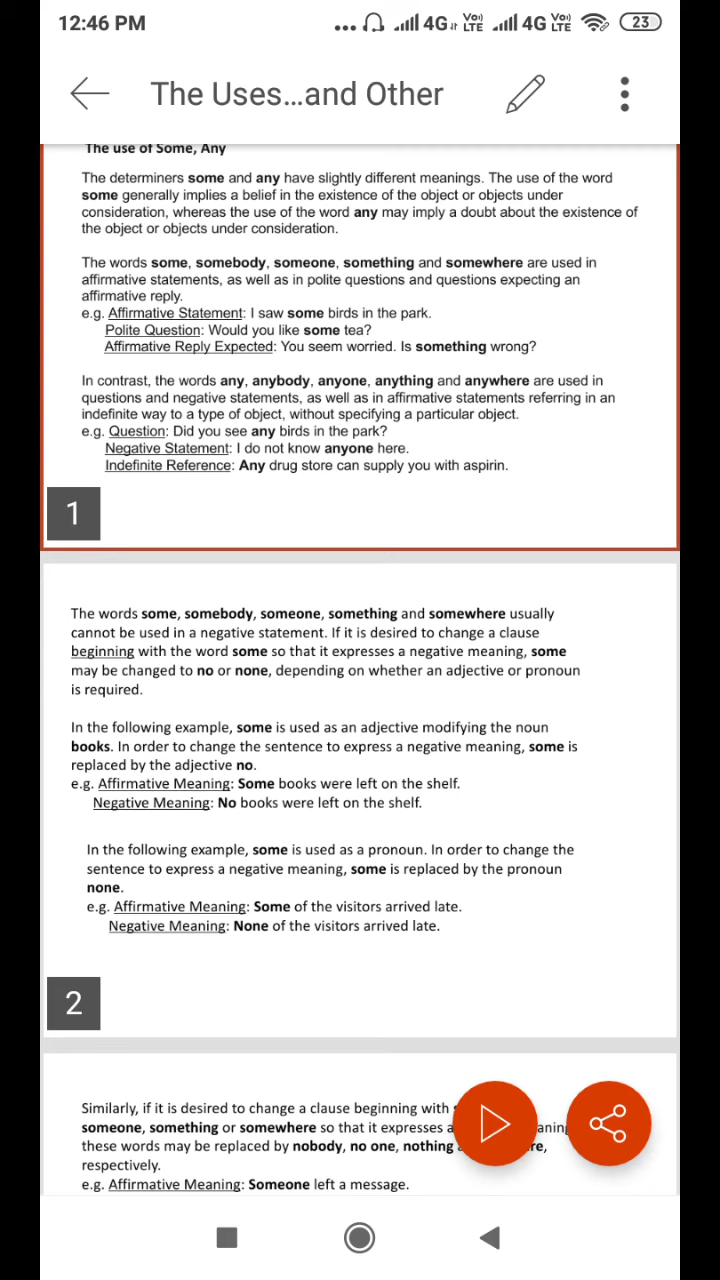 12:46 PM
4G VoLTE 4G VoLTE 23
The Uses...and Other
The use of Some, Any
The determiners some and any have slightly different meanings. The use of the word
some generally implies a belief in the existence of the object or objects under
consideration, whereas the use of the word any may imply a doubt about the existence of
the object or objects under consideration.
The words some, somebody, someone, something and somewhere are used in
affirmative statements, as well as in polite questions and questions expecting an
affirmative reply.
e.g. Affirmative Statement: I saw some birds in the park.
Polite Question: Would you like some tea?
Affirmative Reply Expected: You seem worried. Is something wrong?
In contrast, the words any, anybody, anyone, anything and anywhere are used in
questions and negative statements, as well as in affirmative statements referring in an
indefinite way to a type of object, without specifying a particular object.
e.g. Question: Did you see any birds in the park?
Negative Statement: I do not know anyone here.
Indefinite Reference: Any drug store can supply you with aspirin.
1
The words some, somebody, someone, something and somewhere usually
cannot be used in a negative statement. If it is desired to change a clause
beginning with the word some so that it expresses a negative meaning, some
may be changed to no or none, depending on whether an adjective or pronoun
is required.
In the following example, some is used as an adjective modifying the noun
books. In order to change the sentence to express a negative meaning, some is
replaced by the adjective no.
e.g. Affirmative Meaning: Some books were left on the shelf.
Negative Meaning: No books were left on the shelf.
In the following example, some is used as a pronoun. In order to change the
sentence to express a negative meaning, some is replaced by the pronoun
none.
e.g. Affirmative Meaning: Some of the visitors arrived late.
Negative Meaning: None of the visitors arrived late.
2
Similarly, if it is desired to change a clause beginning with
someone, something or somewhere so that it expresses a
these words may be replaced by nobody, no one, nothing
respectively.
e.g. Affirmative Meaning: Someone left a message.